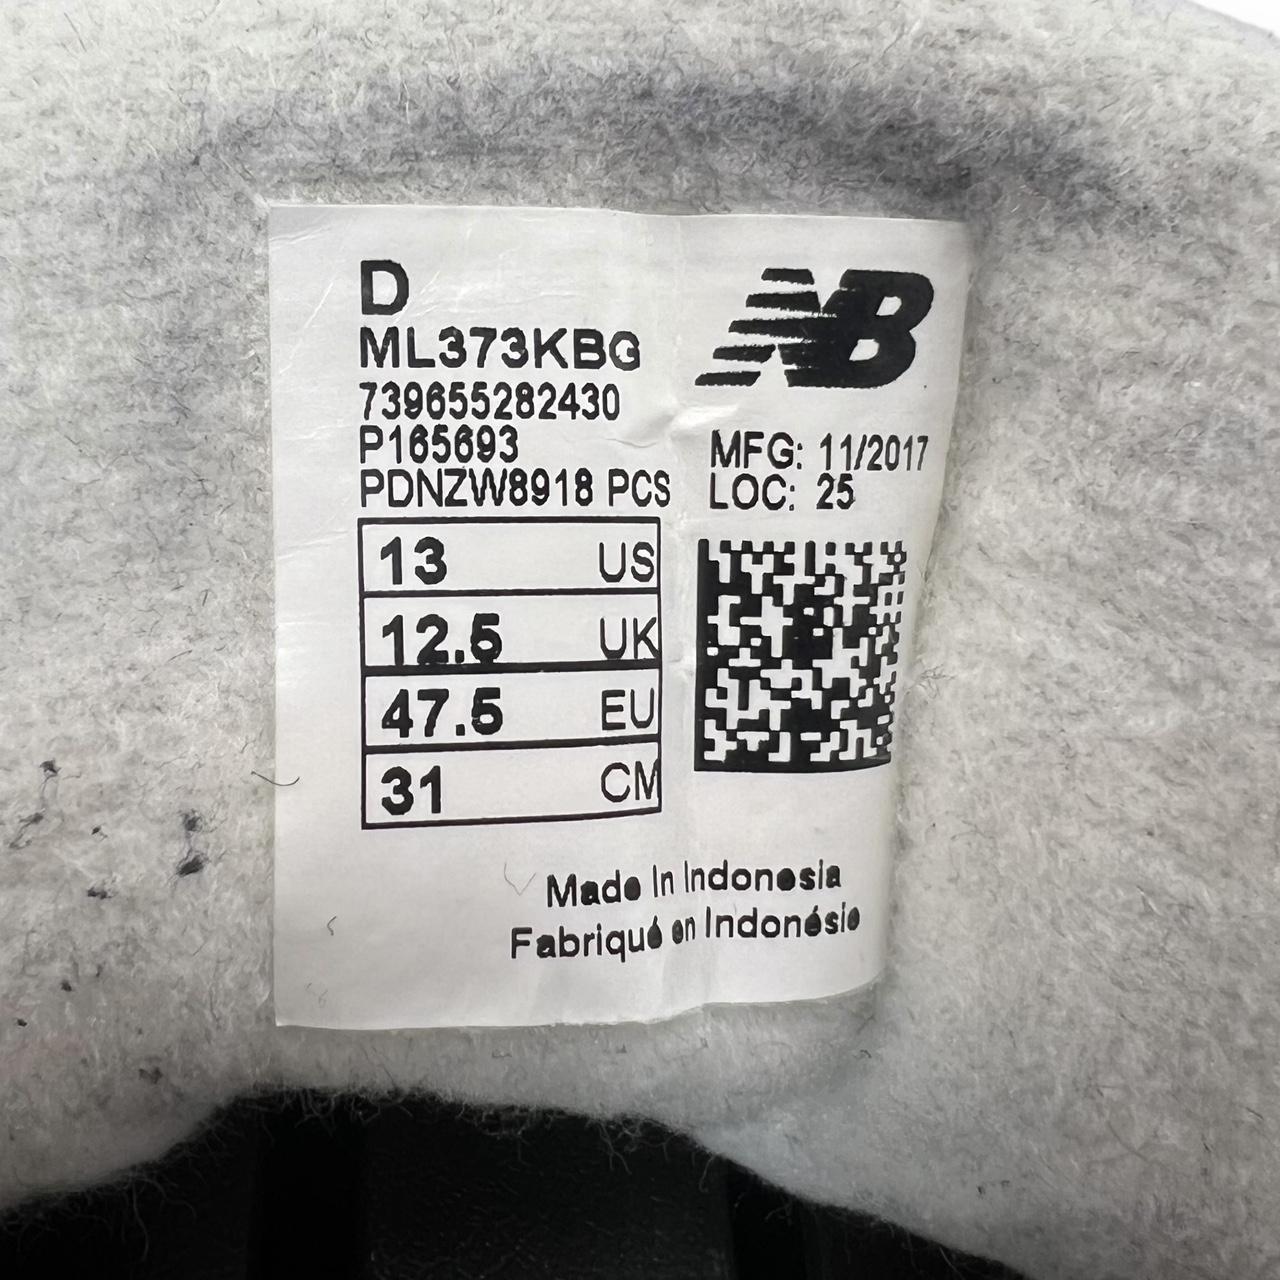 D
ML373KBG
739655282430
P165693
PDNZW8918 PCS
NB
MFG: 11/2017
LOC: 25
13 US
12.5 UK
47.5 EU
31 CM
Made In Indonesia
Fabriqué en Indonésie